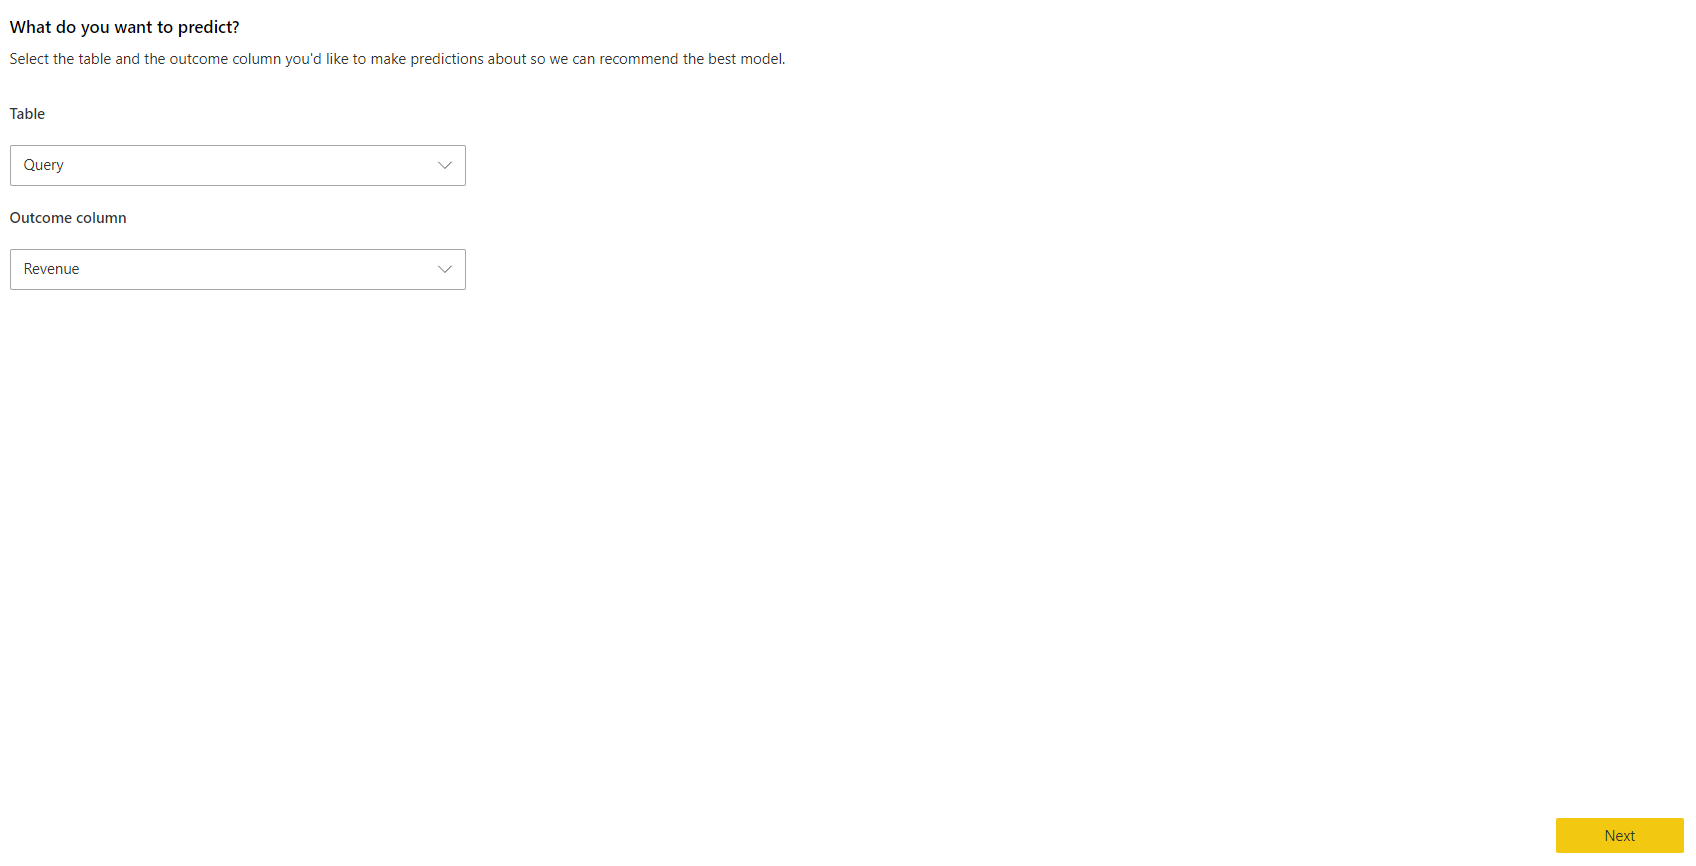 What do you want to predict?
Select the table and the outcome column you'd like to make predictions about so we can recommend the best model.
Table
Query
Outcome column
Revenue
Next